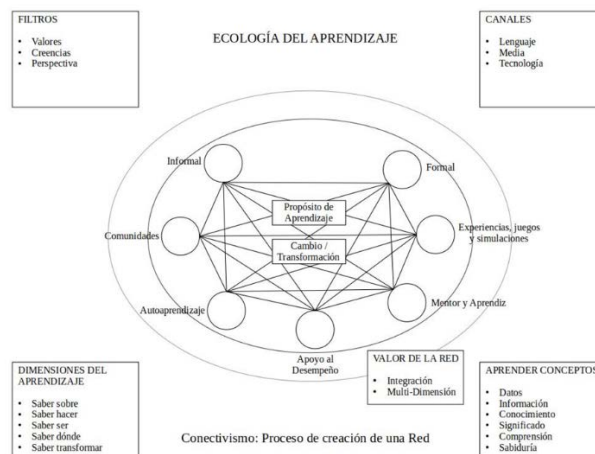 FILTROS
• Valores
• Creencias
• Perspectiva
ECOLOGÍA DEL APRENDIZAJE
CANALES
• Lenguaje
• Media
• Tecnología
Informal
Formal
Propósito de
Aprendizaje
Comunidades
Cambio /
Transformación
Experiencias, juegos
y simulaciones
Autoaprendizaje
Mentor y Aprendiz
Apoyo al
Desempeño
DIMENSIONES DEL
APRENDIZAJE
• Saber sobre
• Saber hacer
• Saber ser
• Saber dónde
• Saber transformar
VALOR DE LA RED
• Integración
• Multi-Dimensión
APRENDER CONCEPTOS
• Datos
• Información
• Conocimiento
• Significado
• Comprensión
• Sabiduría
Conectivismo: Proceso de creación de una Red